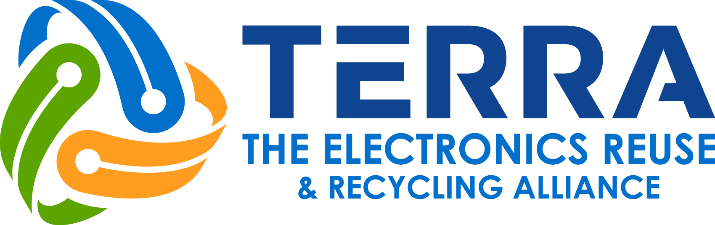 TERRA
THE ELECTRONICS REUSE
& RECYCLING ALLIANCE